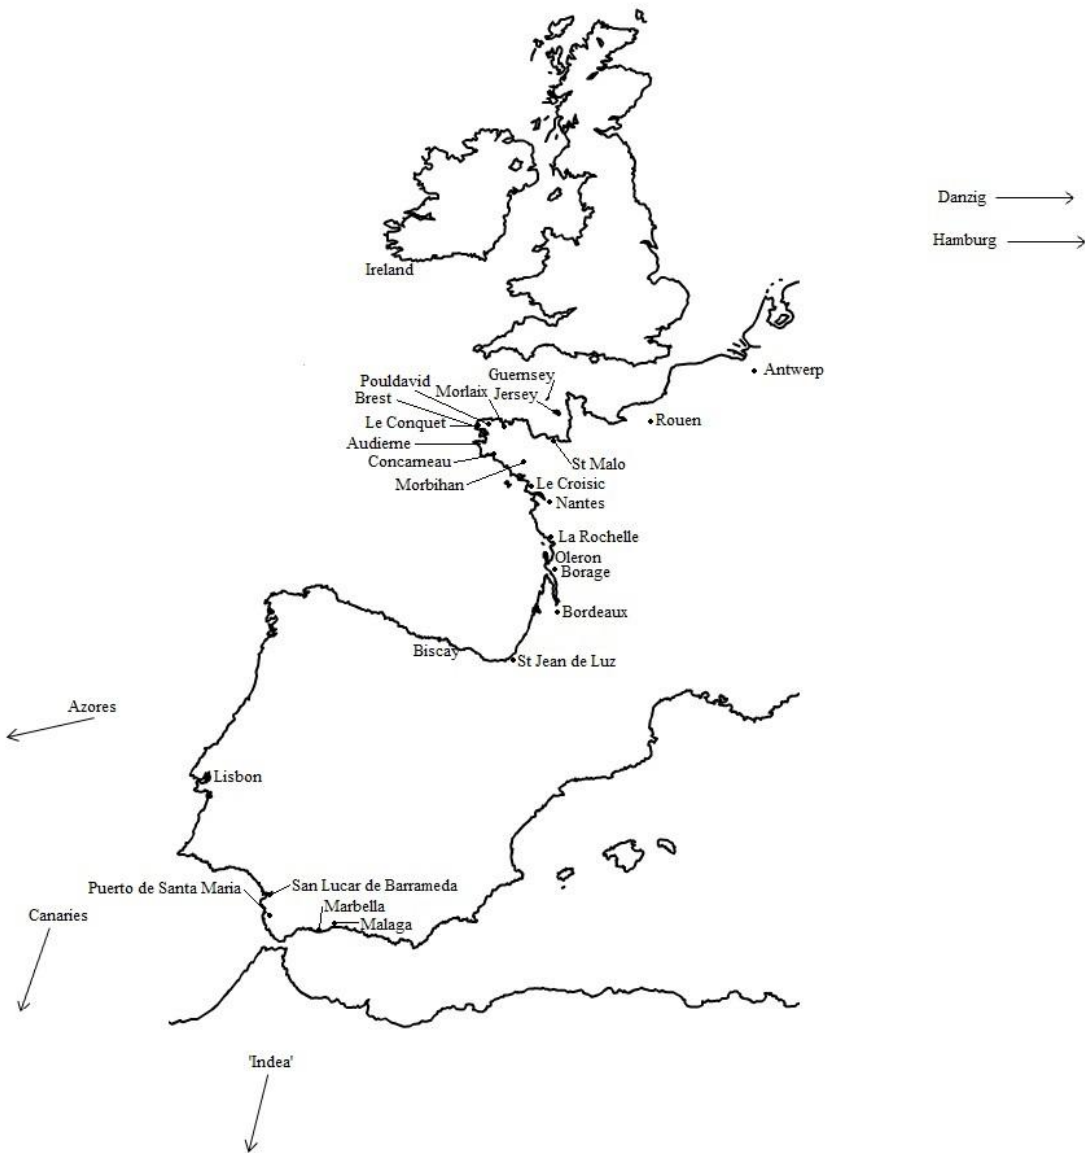 Danzig
Hamburg
Ireland
Antwerp
Guernsey
Pouldavid
Morlaix
Jersey
Brest
Le Conquet
Rouen
Audierne
Concarneau
St Malo
Morbihan
Le Croisic
Nantes
La Rochelle
Oleron
Borage
Bordeaux
Biscay
St Jean de Luz
Azores
Lisbon
Puerto de Santa Maria
San Lucar de Barrameda
Marbella
Canaries
Malaga
'Indea'